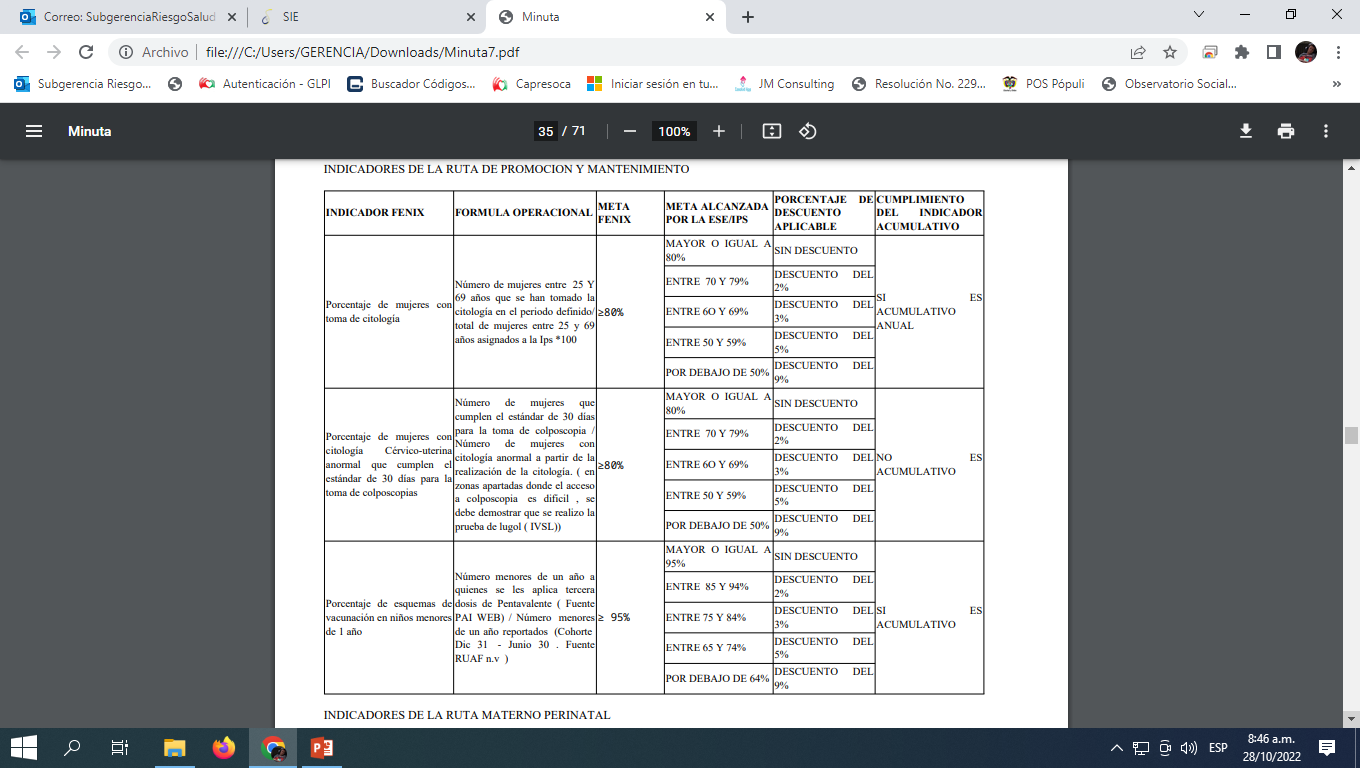 Correo: SubgerenciaRiesgoSalud
SIE
Minuta
Archivo
file:///C:/Users/GERENCIA/Downloads/Minuta7.pdf
Subgerencia Riesgo...
Autenticación - GLPI
Buscador Códigos...
Capresoca
Iniciar sesión en tu...
JM Consulting
Resolución No. 229...
POS Pópuli
Observatorio Social...
»
Minuta
35 / 71
100%
INDICADORES DE LA RUTA DE PROMOCION Y MANTENIMIENTO
INDICADOR FENIX
FORMULA OPERACIONAL
META
FENIX
META ALCANZADA
POR LA ESE/IPS
PORCENTAJE DE
DESCUENTO
APLICABLE
CUMPLIMIENTO
DEL INDICADOR
ACUMULATIVO
Porcentaje de mujeres con
toma de citología
Número de mujeres entre 25 Y
69 años que se han tomado la
citología en el periodo definido/
total de mujeres entre 25 y 69
años asignados a la Ips *100
≥80%
MAYOR O IGUAL A
80%
SIN DESCUENTO
ENTRE 70 Y 79%
DESCUENTO DEL
2%
ENTRE 6O Y 69%
DESCUENTO DEL
3%
ENTRE 50 Y 59%
DESCUENTO DEL
5%
POR DEBAJO DE 50%
DESCUENTO DEL
9%
SI ES
ACUMULATIVO
ANUAL
Porcentaje de mujeres con
citología Cérvico-uterina
anormal que cumplen el
estándar de 30 días para la
toma de colposcopias
Número de mujeres que
cumplen el estándar de 30 días
para la toma de colposcopia /
Número de mujeres con
citología anormal a partir de la
realización de la citología. ( en
zonas apartadas donde el acceso
a colposcopia es difícil , se
debe demostrar que se realizo la
prueba de lugol ( IVSL))
≥80%
MAYOR O IGUAL A
80%
SIN DESCUENTO
ENTRE 70 Y 79%
DESCUENTO DEL
2%
ENTRE 6O Y 69%
DESCUENTO DEL
3%
ENTRE 50 Y 59%
DESCUENTO DEL
5%
POR DEBAJO DE 50%
DESCUENTO DEL
9%
NO ES
ACUMULATIVO
Porcentaje de esquemas de
vacunación en niños menores
de 1 año
Número menores de un año a
quienes se les aplica tercera
dosis de Pentavalente ( Fuente
PAI WEB) / Número menores
de un año reportados (Cohorte
Dic 31 - Junio 30 . Fuente
RUAF n.v )
≥ 95%
MAYOR O IGUAL A
95%
SIN DESCUENTO
ENTRE 85 Y 94%
DESCUENTO DEL
2%
ENTRE 75 Y 84%
DESCUENTO DEL
3%
ENTRE 65 Y 74%
DESCUENTO DEL
5%
POR DEBAJO DE 64%
DESCUENTO DEL
9%
SI ES
ACUMULATIVO
INDICADORES DE LA RUTA MATERNO PERINATAL
ESP
8:46 a.m.
28/10/2022